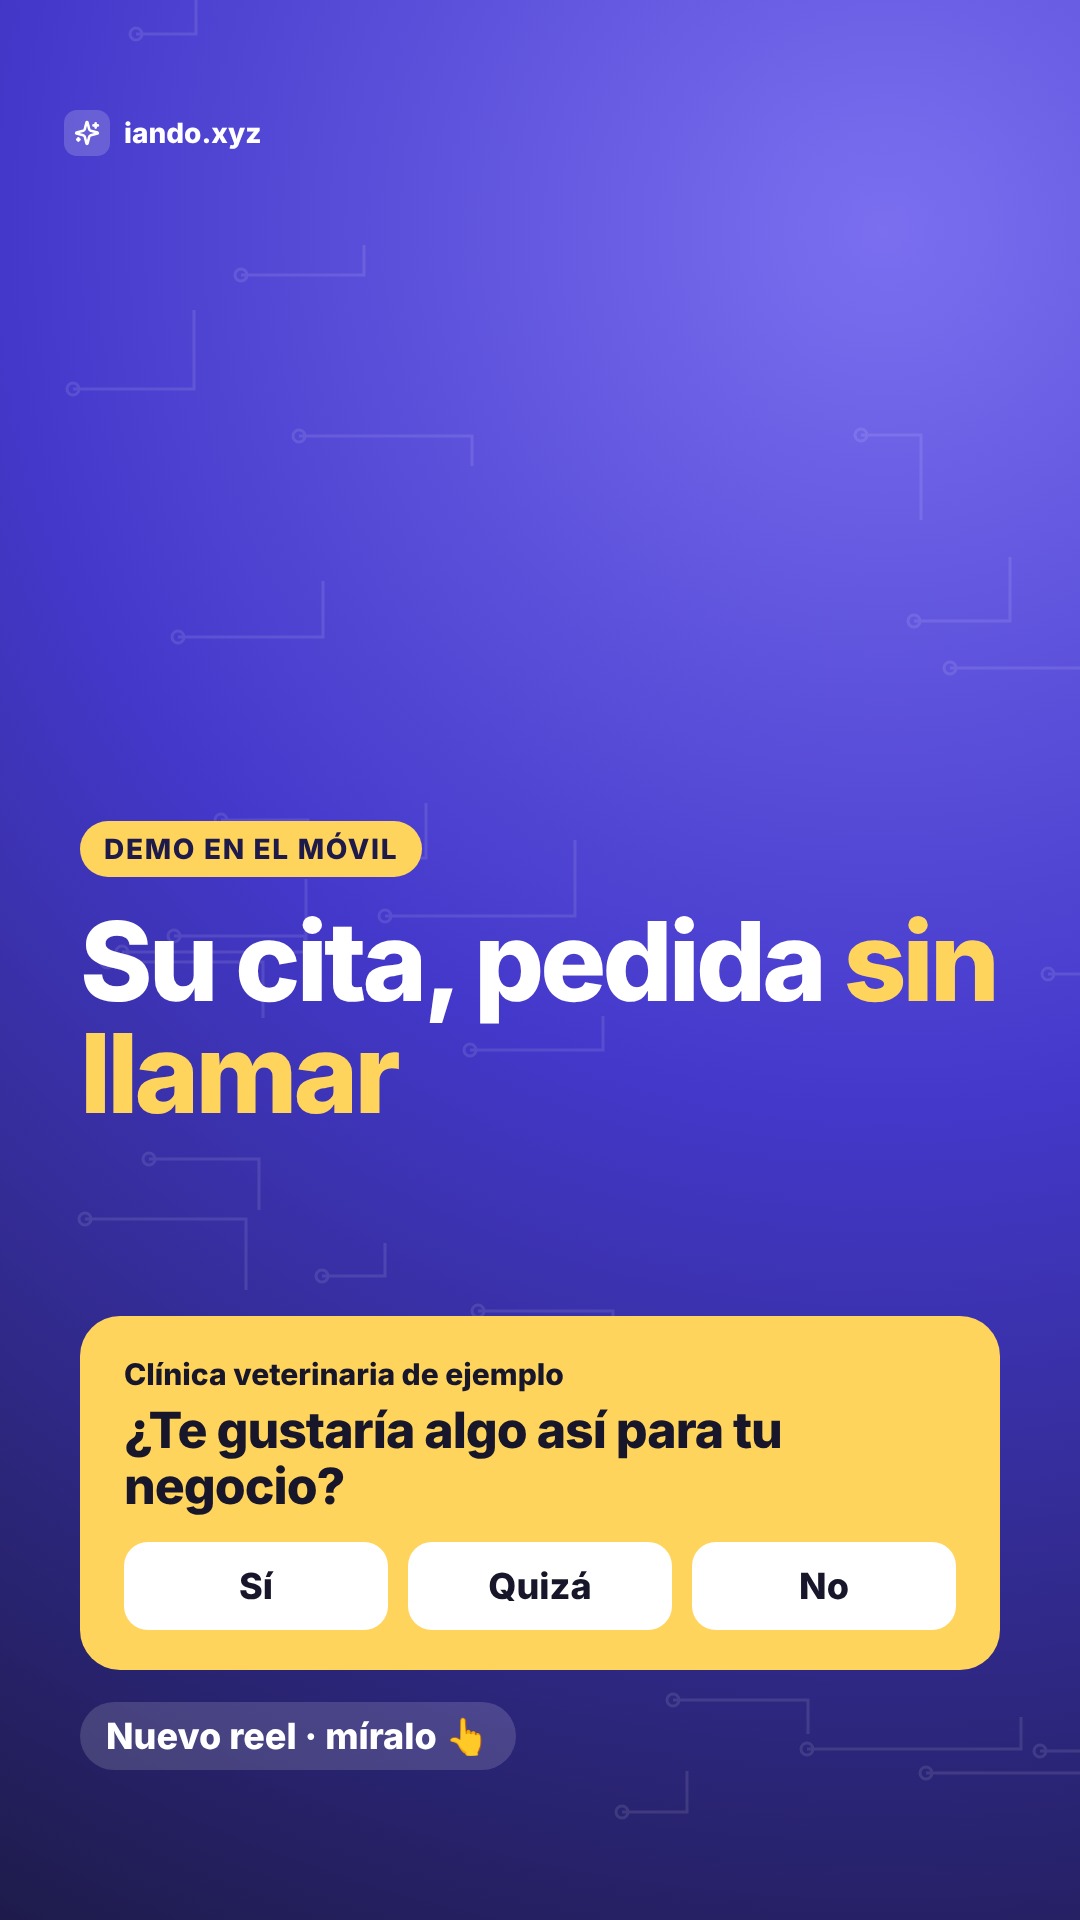 iando.xyz
DEMO EN EL MÓVIL
Su cita, pedida sin
llamar
Clínica veterinaria de ejemplo
¿Te gustaría algo así para tu
negocio?
Sí
Quizá
No
Nuevo reel · míralo 👆